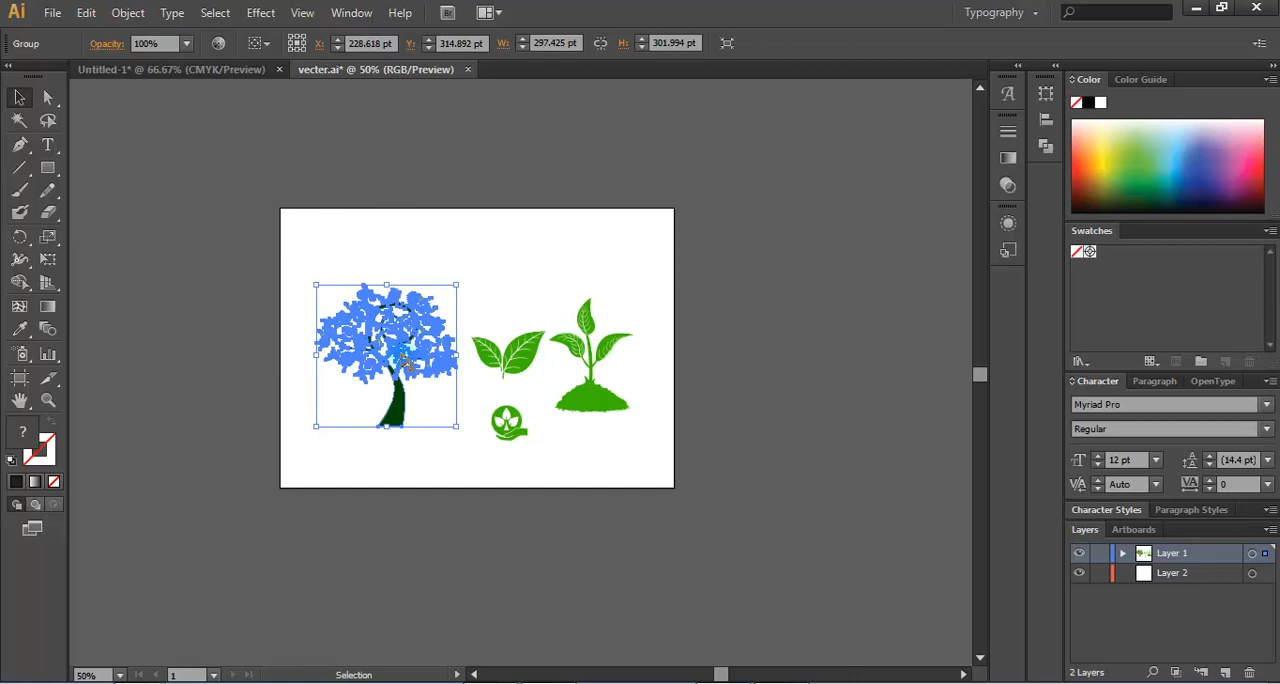 Ai File Edit Object Type Select Effect View Window Help Br Typography
Group Opacity: 100% X: 228.618 pt Y: 314.892 pt W: 297.425 pt H: 301.994 pt
Untitled-1* @ 66.67% (CMYK/Preview) × vecter.ai* @ 50% (RGB/Preview) ×
Color Color Guide
Swatches
Character Paragraph OpenType
Myriad Pro
Regular
12 pt (14.4 pt)
Auto 0
Character Styles Paragraph Styles
Layers Artboards
Layer 1
Layer 2
2 Layers
50% 1 Selection